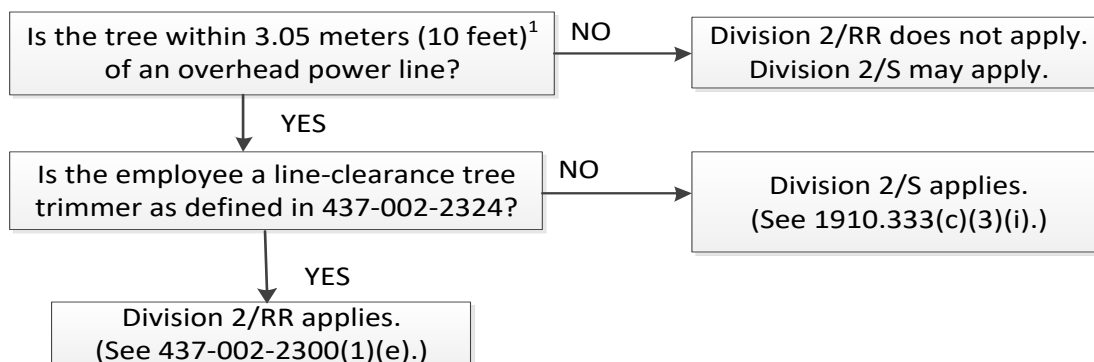 Is the tree within 3.05 meters (10 feet)¹
of an overhead power line?
NO
Division 2/RR does not apply.
Division 2/S may apply.
YES
Is the employee a line-clearance tree
trimmer as defined in 437-002-2324?
NO
Division 2/S applies.
(See 1910.333(c)(3)(i).)
YES
Division 2/RR applies.
(See 437-002-2300(1)(e).)